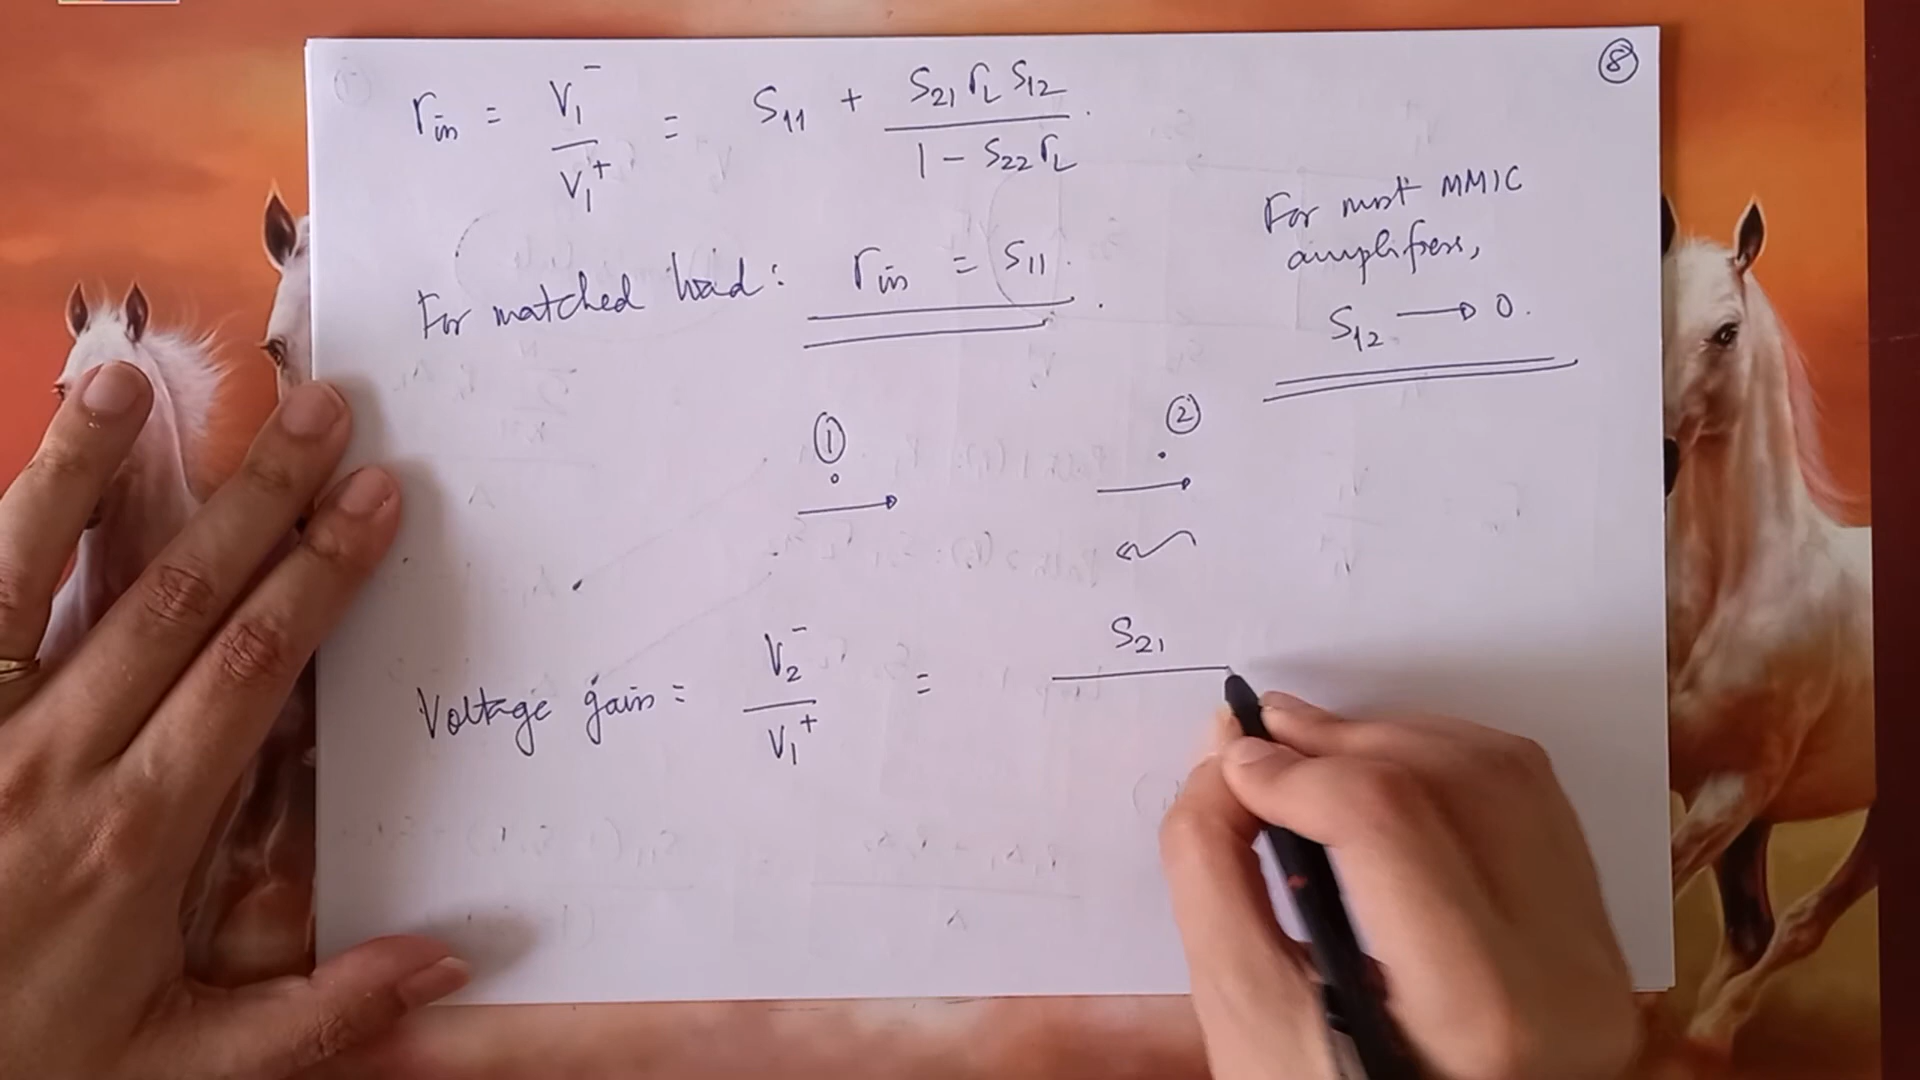 ⑧
Γin = V1⁻ / V1⁺ = S11 + S21 ΓL S12 / 1 − S22 ΓL .
For most MMIC
amplifiers,
S12 → 0.
For matched load: Γin = S11 .
① ②
Voltage gain = V2⁻ / V1⁺ = S21